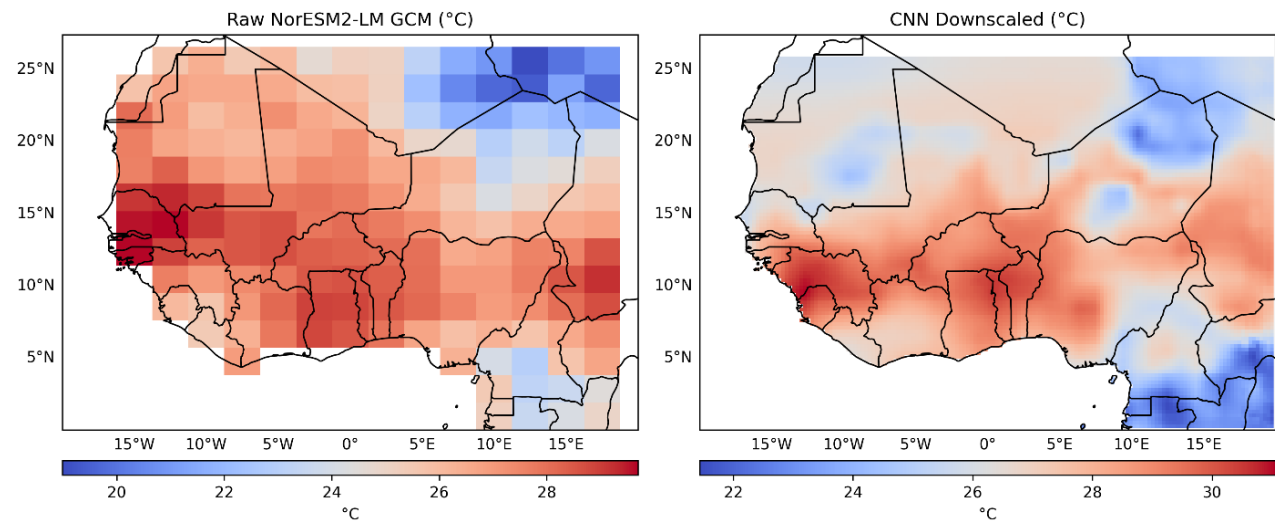 Raw NorESM2-LM GCM (°C)
25°N
20°N
15°N
10°N
5°N
15°W 10°W 5°W 0° 5°E 10°E 15°E
20 22 24 26 28
°C
CNN Downscaled (°C)
25°N
20°N
15°N
10°N
5°N
15°W 10°W 5°W 0° 5°E 10°E 15°E
22 24 26 28 30
°C